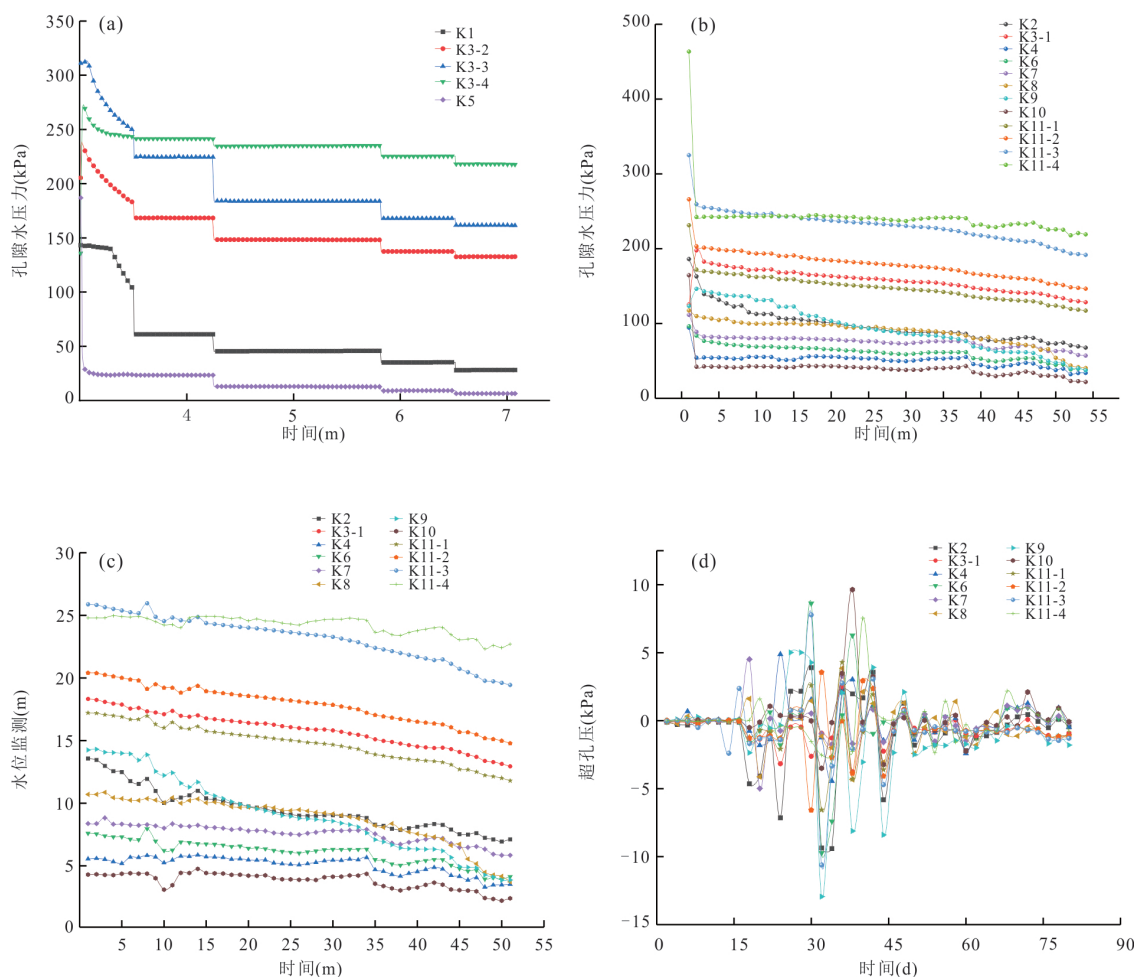 (a)
350
300
250
200
150
100
50
0
孔隙水压力(kPa)
4
5
6
7
时间(m)
K1
K3-2
K3-3
K3-4
K5
(b)
500
400
300
200
100
0
孔隙水压力(kPa)
0 5 10 15 20 25 30 35 40 45 50 55
时间(m)
K2
K3-1
K4
K6
K7
K8
K9
K10
K11-1
K11-2
K11-3
K11-4
(c)
K2 K9
K3-1 K10
K4 K11-1
K6 K11-2
K7 K11-3
K8 K11-4
30
25
20
15
10
5
0
水位监测(m)
5 10 15 20 25 30 35 40 45 50 55
时间(m)
(d)
K2 K9
K3-1 K10
K4 K11-1
K6 K11-2
K7 K11-3
K8 K11-4
10
5
0
−5
−10
−15
超孔压(kPa)
0 15 30 45 60 75 90
时间(d)